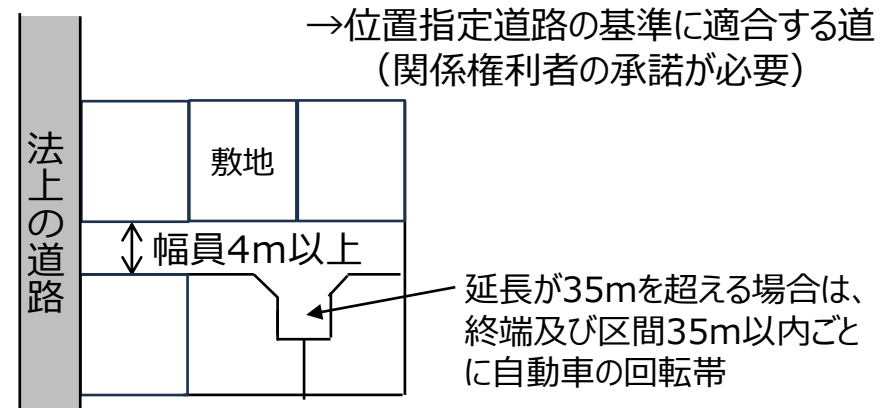 →位置指定道路の基準に適合する道
（関係権利者の承諾が必要）
法上の道路
敷地
幅員4m以上
延長が35mを超える場合は、
終端及び区間35m以内ごと
に自動車の回転帯